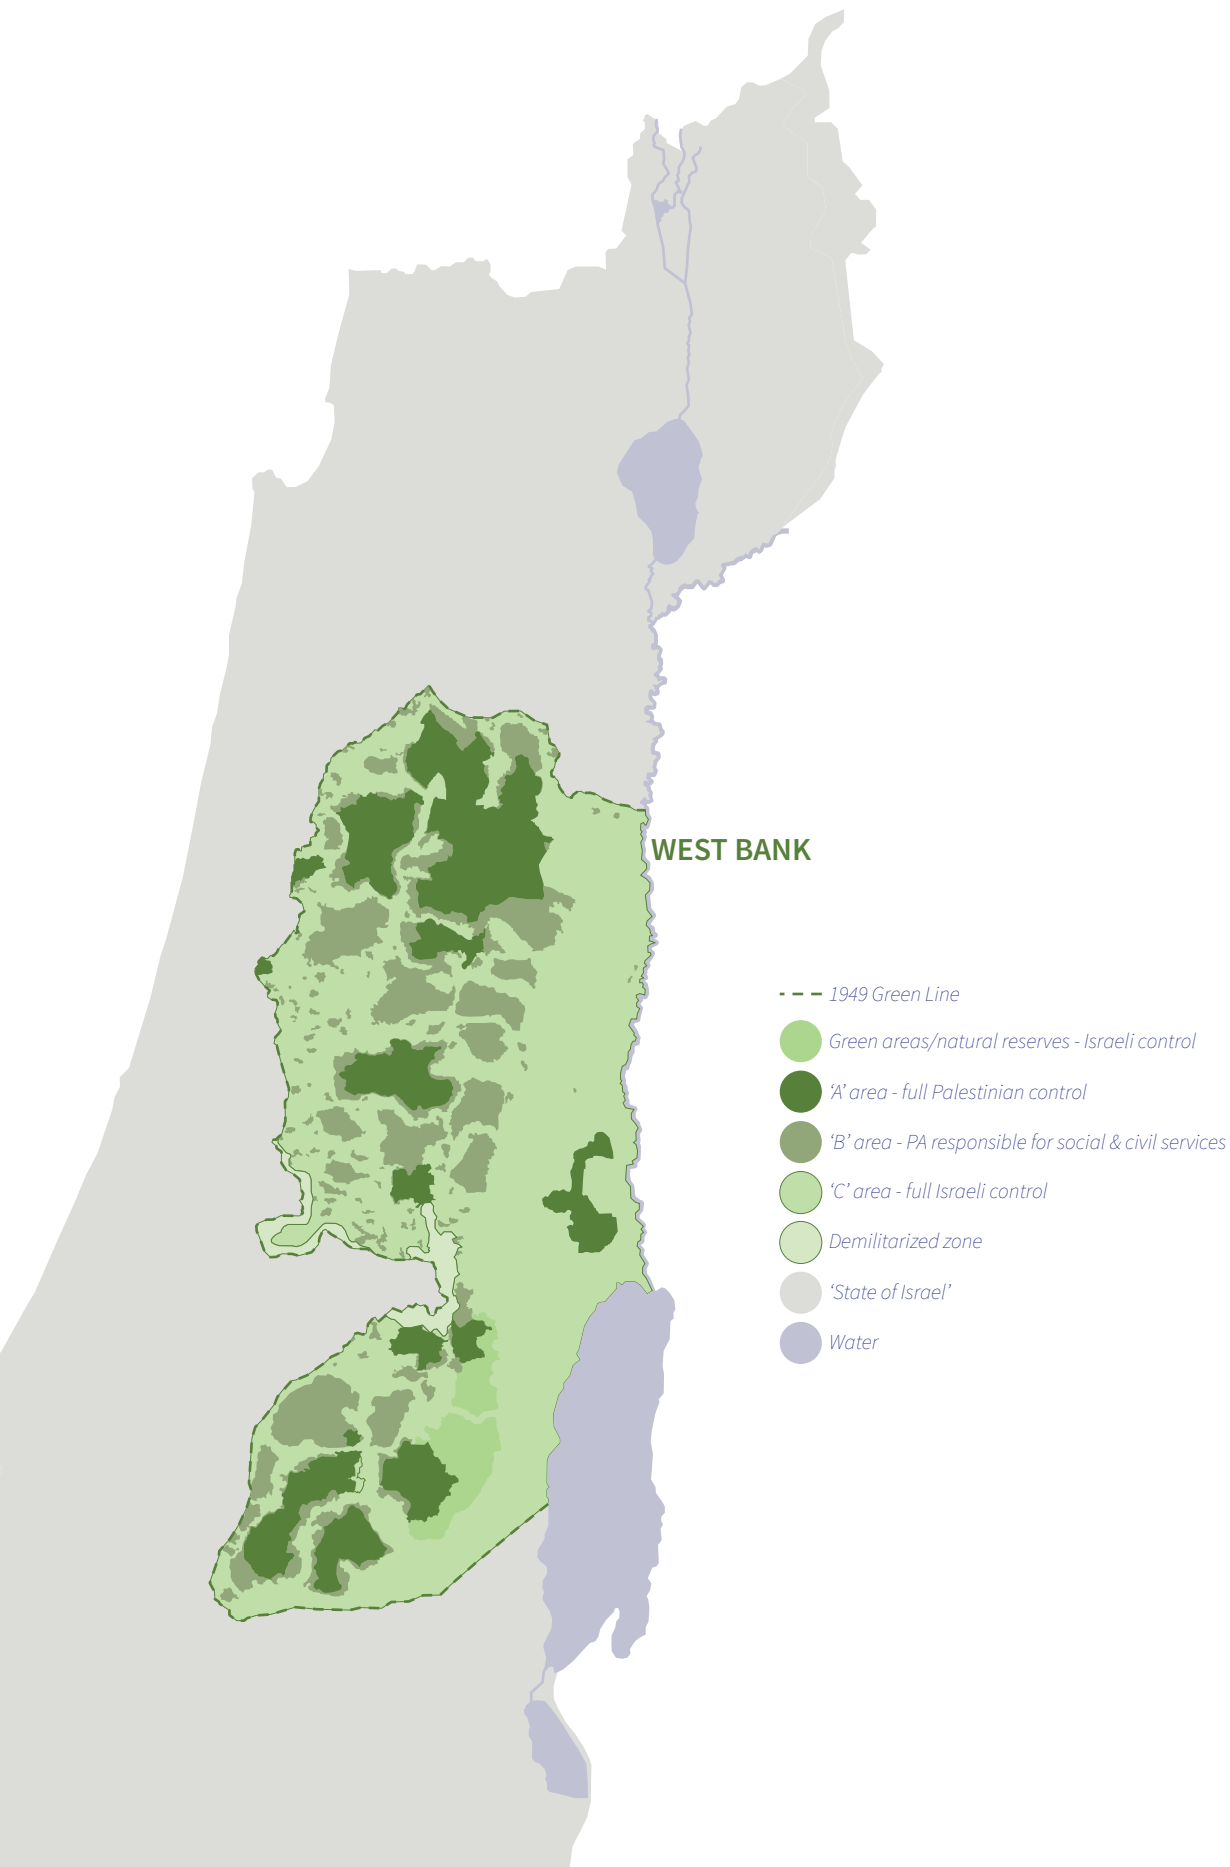 WEST BANK
1949 Green Line
Green areas/natural reserves - Israeli control
‘A’ area - full Palestinian control
‘B’ area - PA responsible for social & civil services
‘C’ area - full Israeli control
Demilitarized zone
‘State of Israel’
Water